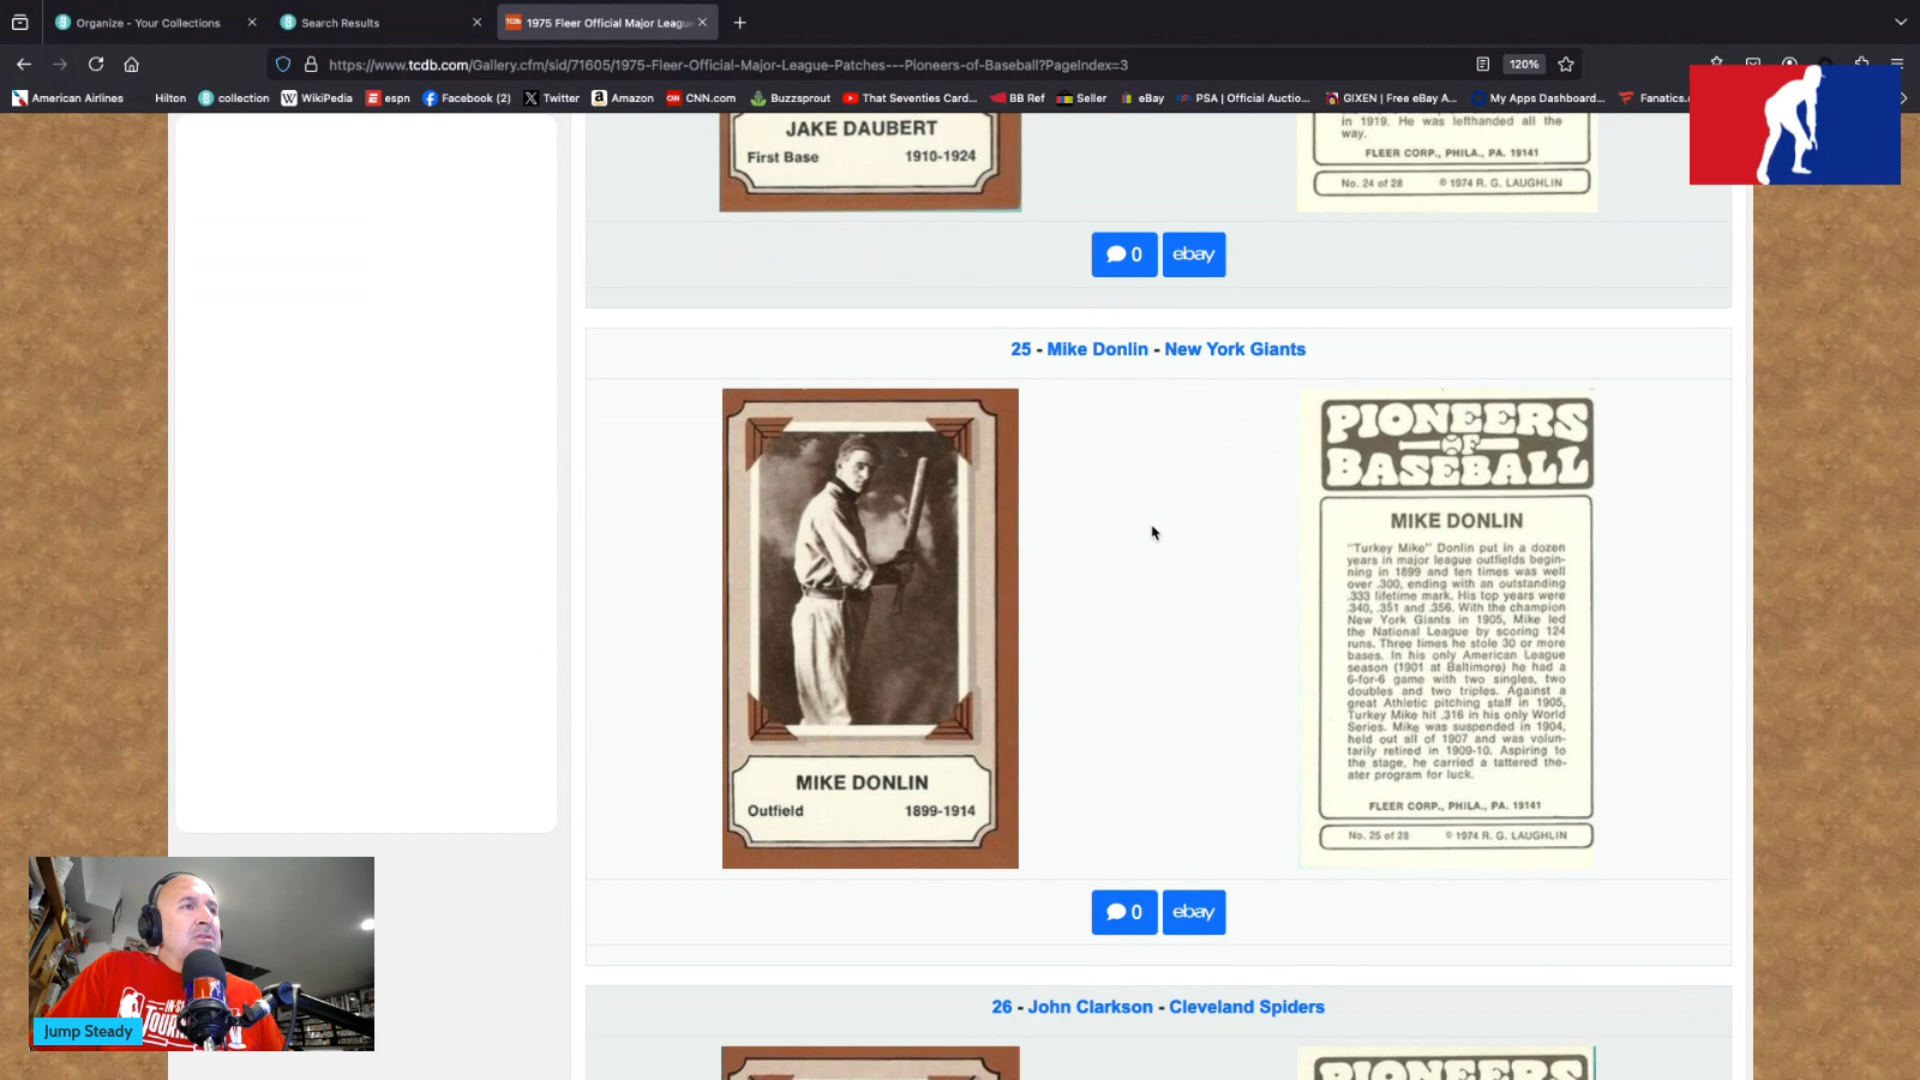 Organize - Your Collections
Search Results
TCDb 1975 Fleer Official Major Leagu
https://www.tcdb.com/Gallery.cfm/sid/71605/1975-Fleer-Official-Major-League-Patches---Pioneers-of-Baseball?PageIndex=3
120%
American Airlines
Hilton
collection
WikiPedia
espn
Facebook (2)
Twitter
Amazon
CNN.com
Buzzsprout
That Seventies Card...
BB Ref
Seller
eBay
PSA | Official Auctio...
GIXEN | Free eBay A...
My Apps Dashboard...
Fanatics.
JAKE DAUBERT
First Base 1910-1924
in 1919. He was lefthanded all the
way.
FLEER CORP., PHILA., PA. 19141
No. 24 of 28 © 1974 R. G. LAUGHLIN
0 ebay
25 - Mike Donlin - New York Giants
MIKE DONLIN
Outfield 1899-1914
PIONEERS
OF
BASEBALL
MIKE DONLIN
"Turkey Mike" Donlin put in a dozen
years in major league outfields begin-
ning in 1899 and ten times was well
over .300, ending with an outstanding
.333 lifetime mark. His top years were
.340, .351 and .356. With the champion
New York Giants in 1905, Mike led
the National League by scoring 124
runs. Three times he stole 30 or more
bases. In his only American League
season (1901 at Baltimore) he had a
6-for-6 game with two singles, two
doubles and two triples. Against a
great Athletic pitching staff in 1905,
Turkey Mike hit .316 in his only World
Series. Mike was suspended in 1904,
held out all of 1907 and was volun-
tarily retired in 1909-10. Aspiring to
the stage, he carried a tattered the-
ater program for luck.
FLEER CORP., PHILA., PA. 19141
No. 25 of 28 © 1974 R. G. LAUGHLIN
0 ebay
26 - John Clarkson - Cleveland Spiders
PIONEERS
Jump Steady